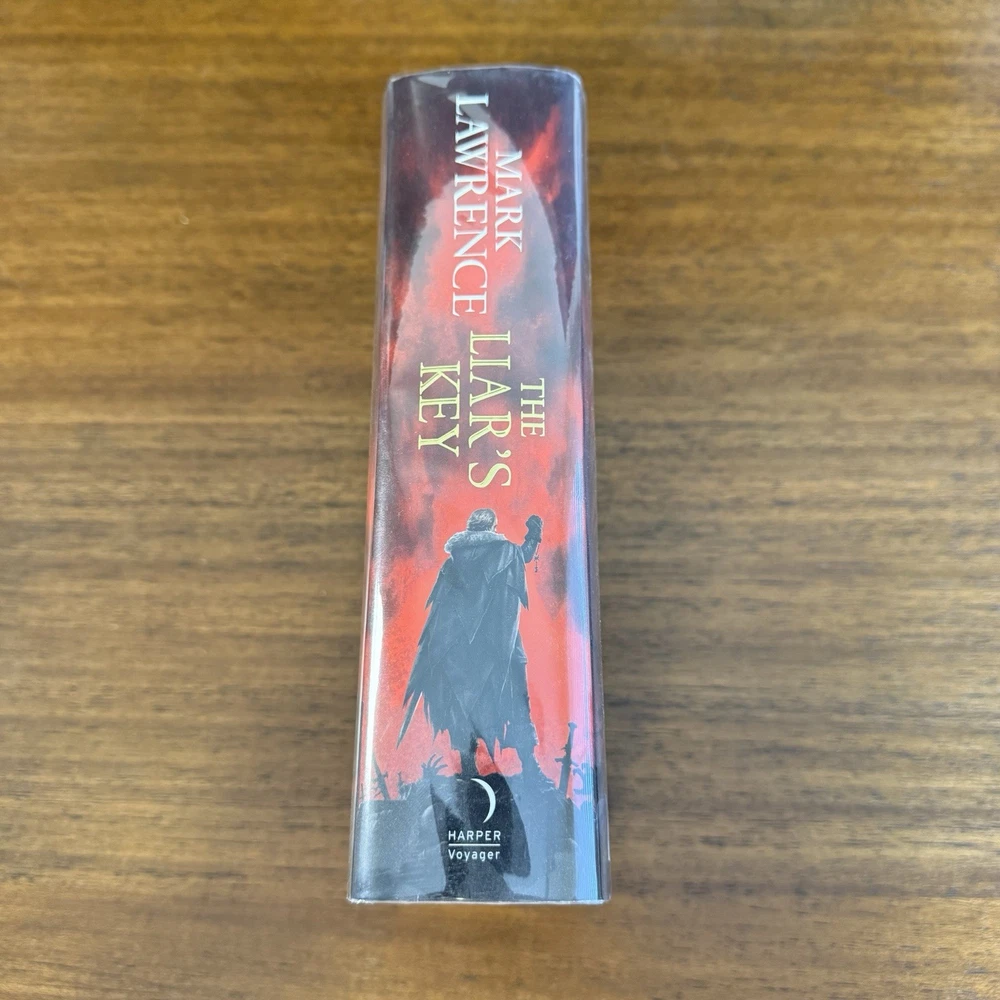 MARK
LAWRENCE
THE
LIAR'S
KEY
HARPER
Voyager